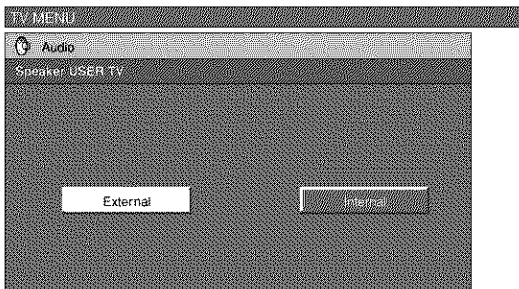 TV MENU
Audio
Speaker USER TV
External
Internal